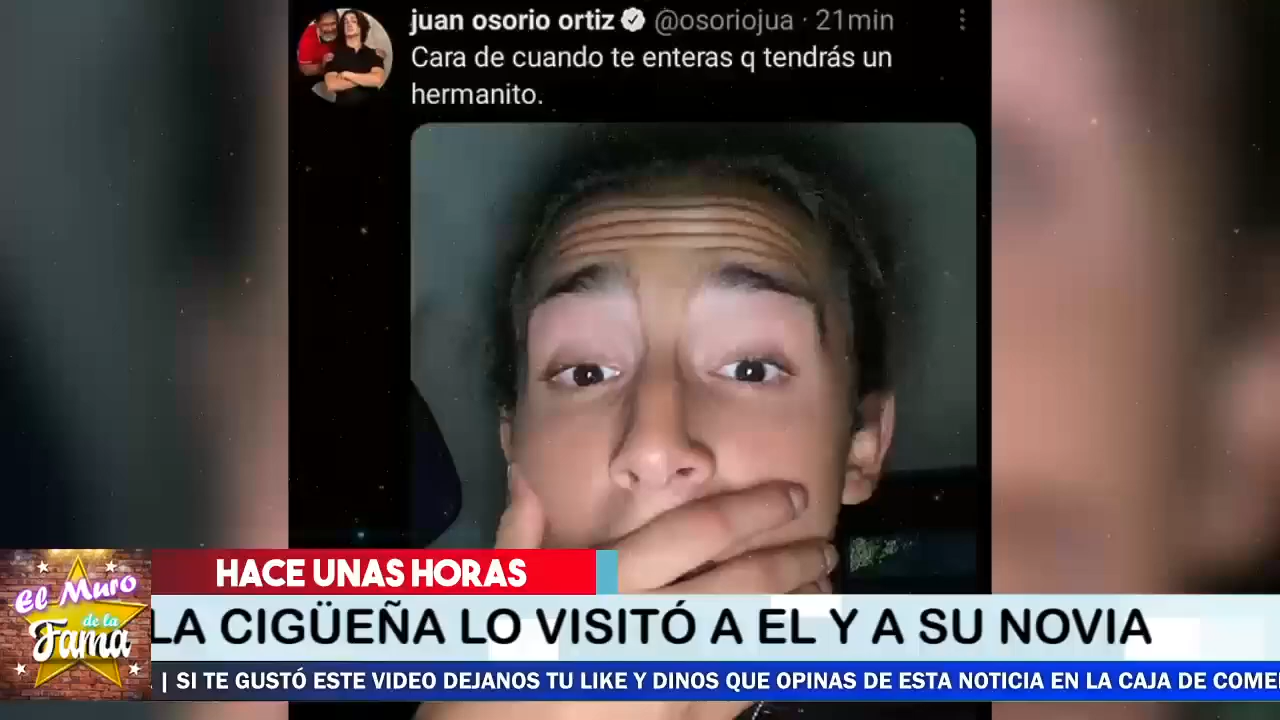 juan osorio ortiz @osoriojua · 21min
Cara de cuando te enteras q tendrás un
hermanito.
HACE UNAS HORAS
LA CIGÜEÑA LO VISITÓ A EL Y A SU NOVIA
El Muro
de la
Fama
| SI TE GUSTÓ ESTE VIDEO DEJANOS TU LIKE Y DINOS QUE OPINAS DE ESTA NOTICIA EN LA CAJA DE COME